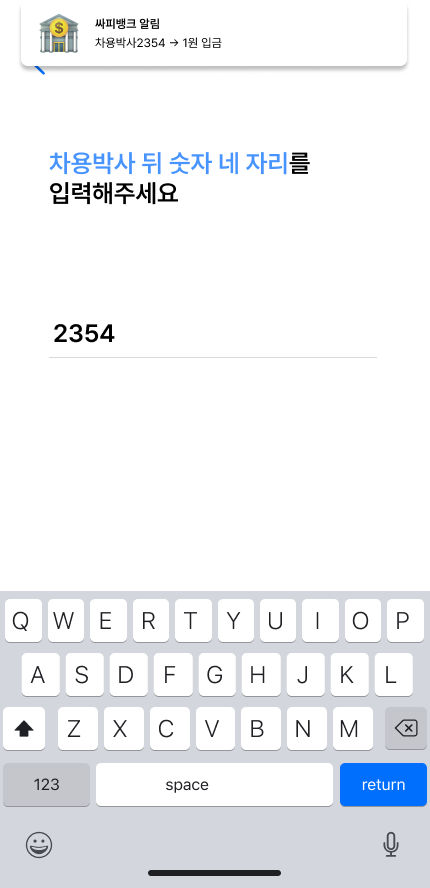 싸피뱅크 알림
차용박사2354 → 1원 입금
차용박사 뒤 숫자 네 자리를
입력해주세요
2354
Q W E R T Y U I O P
A S D F G H J K L
Z X C V B N M
123 space return